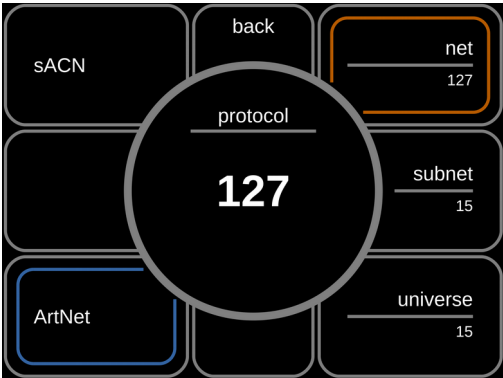 back
sACN
net
127
protocol
127
subnet
15
ArtNet
universe
15